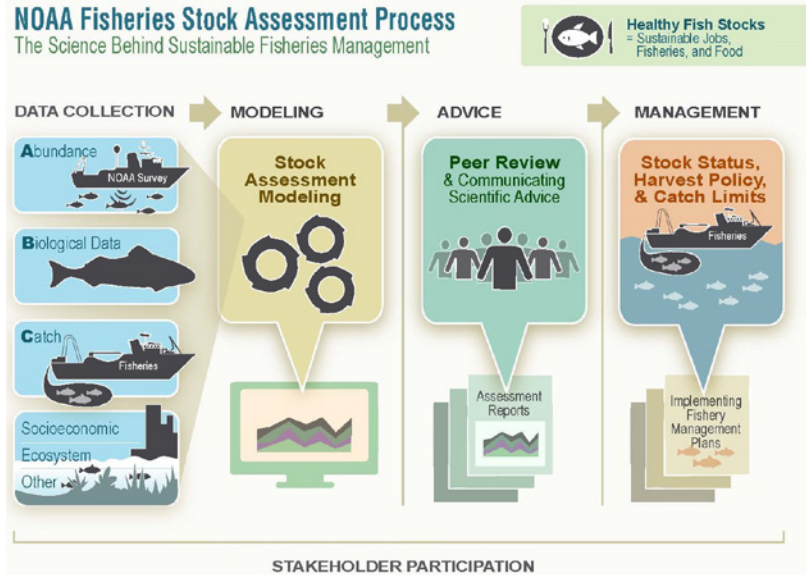 NOAA Fisheries Stock Assessment Process
The Science Behind Sustainable Fisheries Management
Healthy Fish Stocks
= Sustainable Jobs,
Fisheries, and Food
DATA COLLECTION
MODELING
ADVICE
MANAGEMENT
Abundance
NOAA Survey
Biological Data
Catch
Fisheries
Socioeconomic
Ecosystem
Other
Stock
Assessment
Modeling
Peer Review
& Communicating
Scientific Advice
Assessment
Reports
Stock Status,
Harvest Policy,
& Catch Limits
Fisheries
Implementing
Fishery
Management
Plans
STAKEHOLDER PARTICIPATION